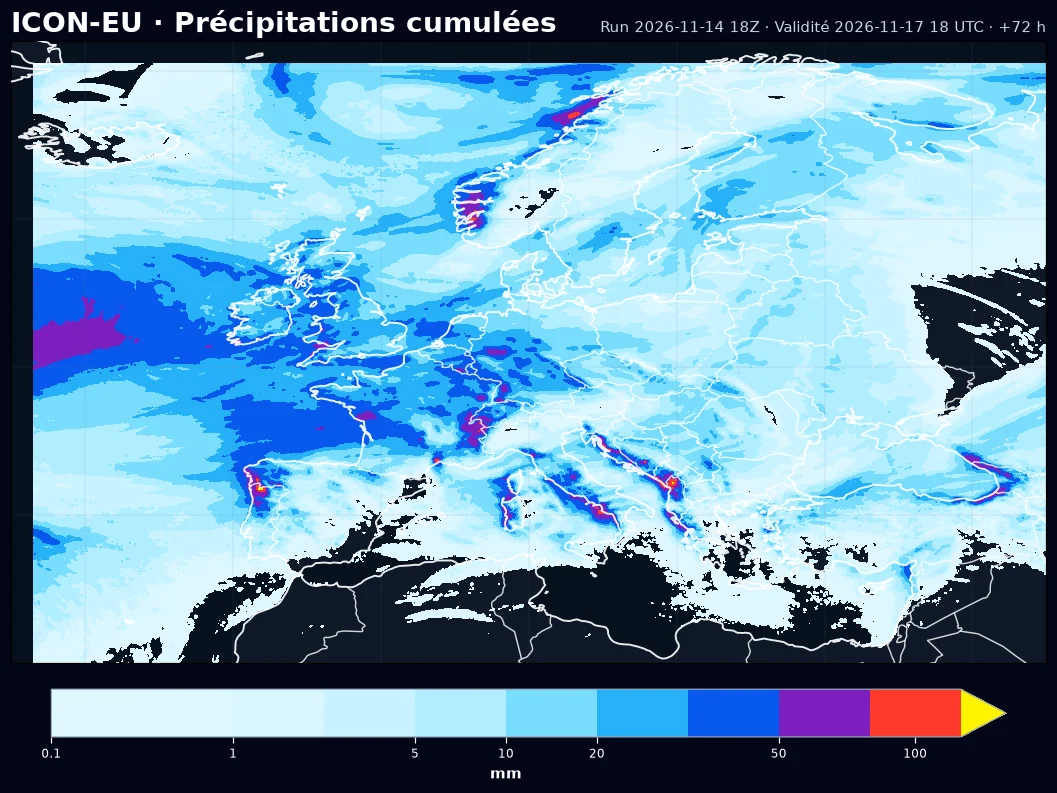 ICON-EU · Précipitations cumulées
Run 2026-11-14 18Z · Validité 2026-11-17 18 UTC · +72 h
0.1 1 5 10 20 50 100
mm